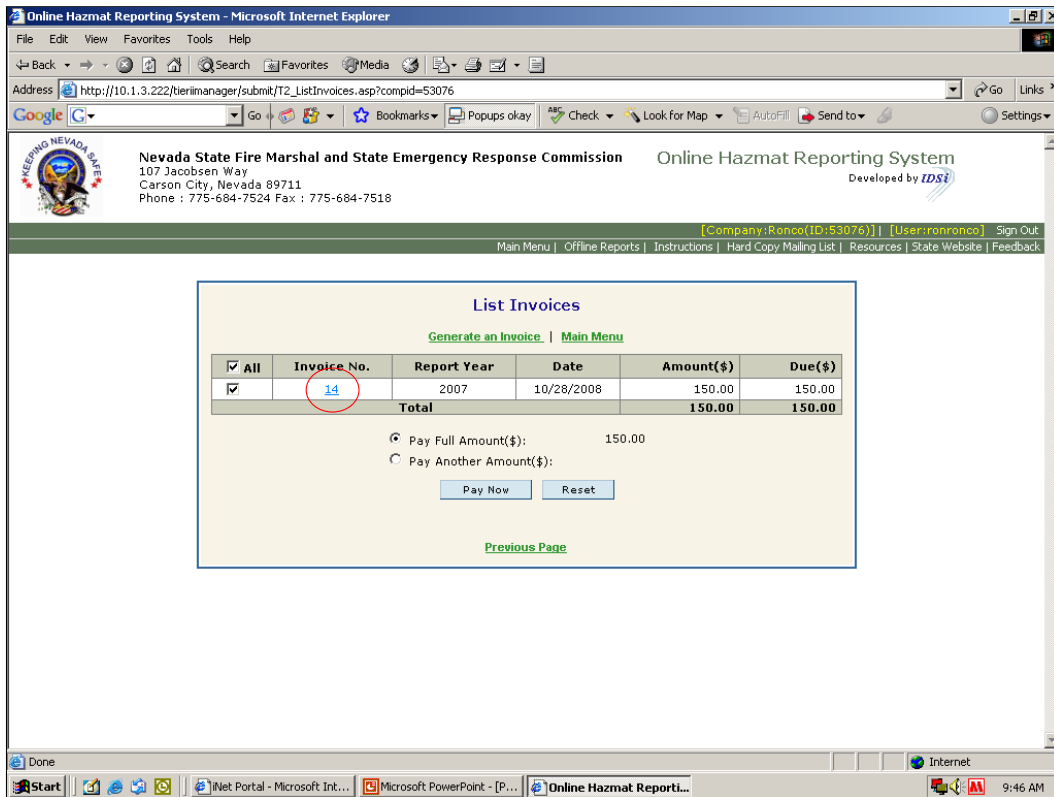 Online Hazmat Reporting System - Microsoft Internet Explorer
File Edit View Favorites Tools Help
Back Search Favorites Media
Address http://10.1.3.222/tieriimanager/submit/T2_ListInvoices.asp?compid=53076 Go Links »
Google G Go Bookmarks Popups okay ABC Check Look for Map AutoFill Send to Settings
KEEPING NEVADA SAFE
Nevada State Fire Marshal and State Emergency Response Commission
107 Jacobsen Way
Carson City, Nevada 89711
Phone : 775-684-7524 Fax : 775-684-7518
Online Hazmat Reporting System
Developed by IDSi
[Company:Ronco(ID:53076)] | [User:ronronco] Sign Out
Main Menu | Offline Reports | Instructions | Hard Copy Mailing List | Resources | State Website | Feedback
List Invoices
Generate an Invoice | Main Menu
All Invoice No. Report Year Date Amount($) Due($)
14 2007 10/28/2008 150.00 150.00
Total 150.00 150.00
Pay Full Amount($): 150.00
Pay Another Amount($):
Pay Now Reset
Previous Page
Done Internet
Start iNet Portal - Microsoft Int... Microsoft PowerPoint - [P... Online Hazmat Reporti... 9:46 AM